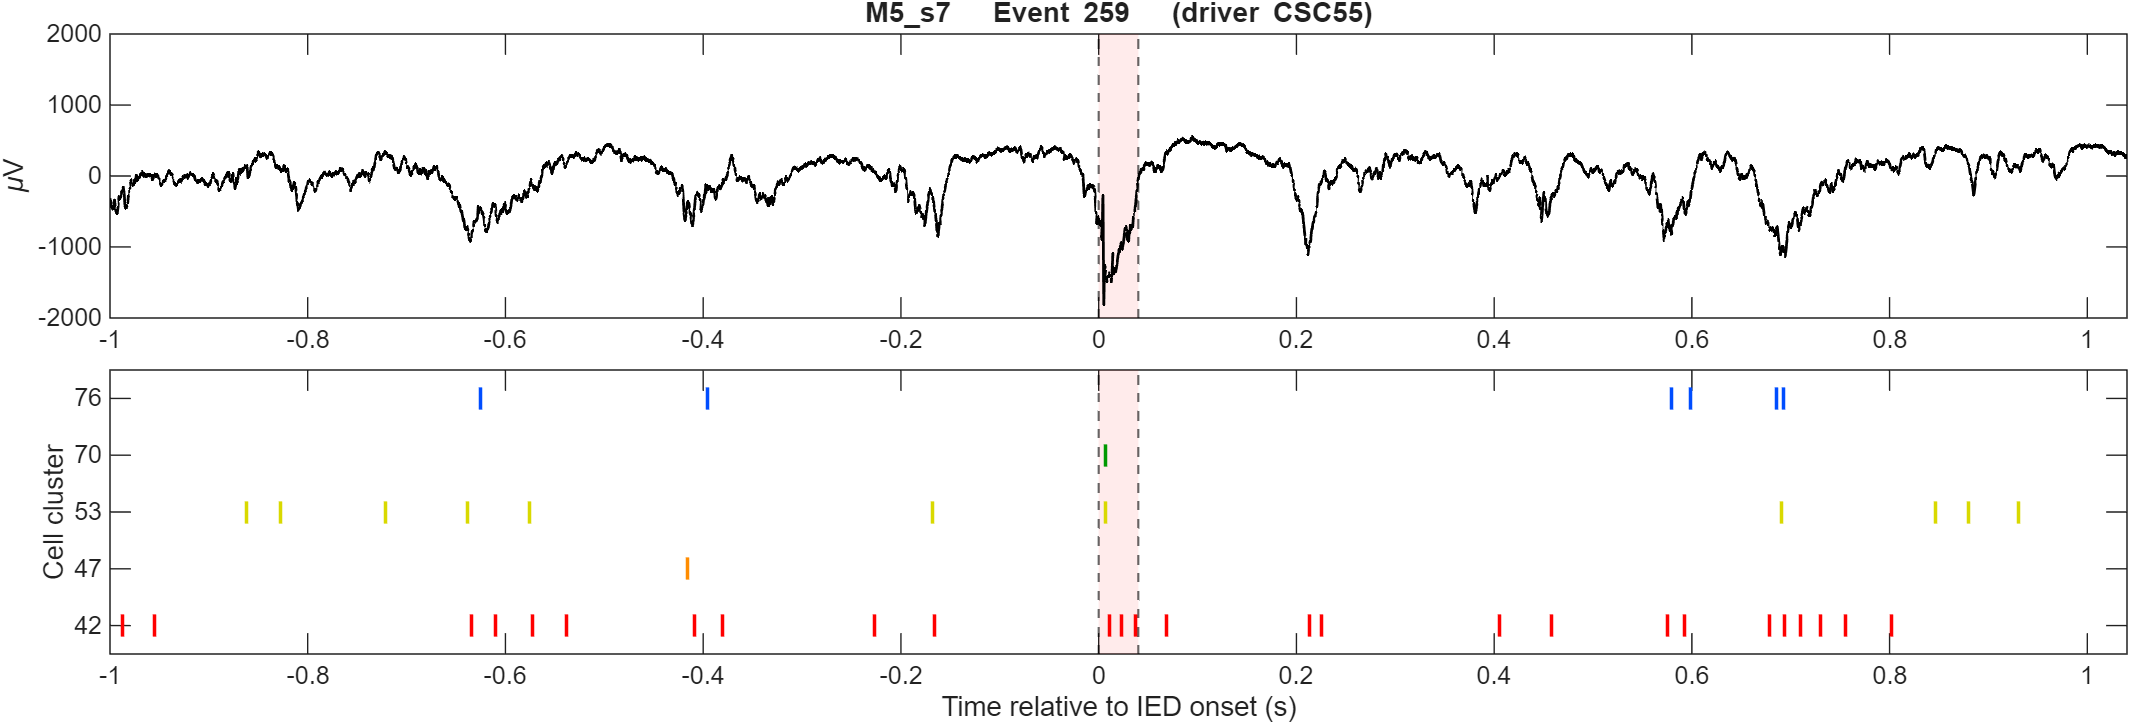 M5_s7 Event 259 (driver CSC55)
2000
1000
0
-1000
-2000
µV
-1 -0.8 -0.6 -0.4 -0.2 0 0.2 0.4 0.6 0.8 1
76
70
53
47
42
Cell cluster
-1 -0.8 -0.6 -0.4 -0.2 0 0.2 0.4 0.6 0.8 1
Time relative to IED onset (s)